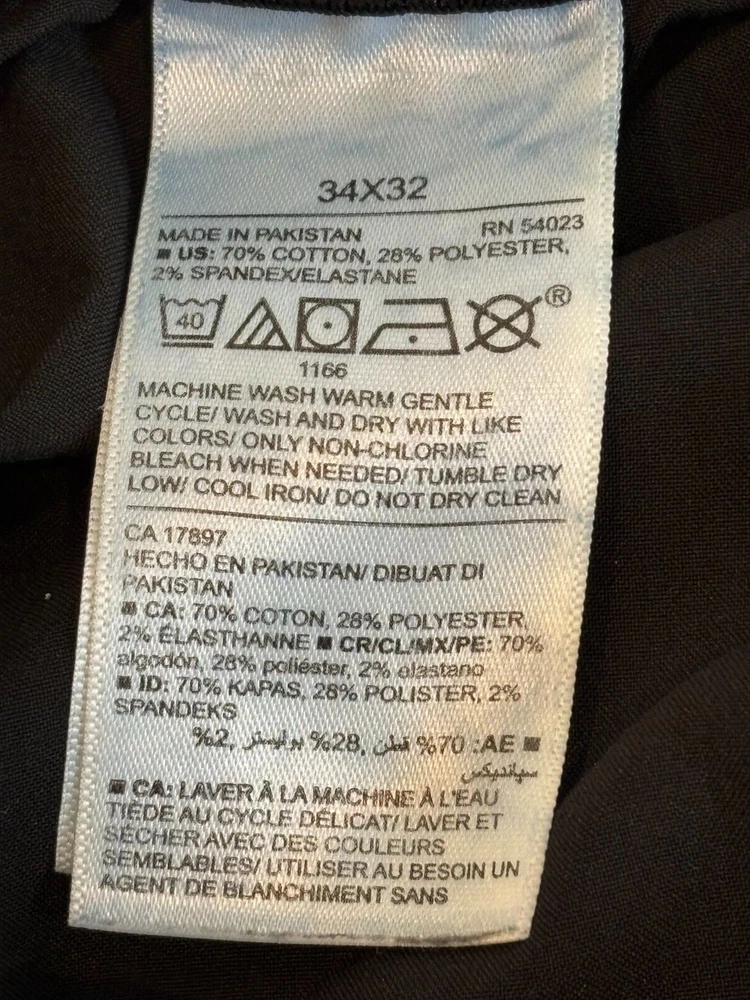 34X32
MADE IN PAKISTAN RN 54023
■ US: 70% COTTON, 28% POLYESTER,
2% SPANDEX/ELASTANE
40 ®
1166
MACHINE WASH WARM GENTLE
CYCLE/ WASH AND DRY WITH LIKE
COLORS/ ONLY NON-CHLORINE
BLEACH WHEN NEEDED/ TUMBLE DRY
LOW/ COOL IRON/ DO NOT DRY CLEAN
CA 17897
HECHO EN PAKISTAN/ DIBUAT DI
PAKISTAN
■ CA: 70% COTON, 28% POLYESTER,
2% ÉLASTHANNE ■ CR/CL/MX/PE: 70%
algodón, 28% poliéster, 2% elastano
■ ID: 70% KAPAS, 28% POLISTER, 2%
SPANDEKS
■ AE: 70% قطن, 28% بوليستر, 2%
سباندیکس
■ CA: LAVER À LA MACHINE À L'EAU
TIÈDE AU CYCLE DÉLICAT/ LAVER ET
SÉCHER AVEC DES COULEURS
SEMBLABLES/ UTILISER AU BESOIN UN
AGENT DE BLANCHIMENT SANS